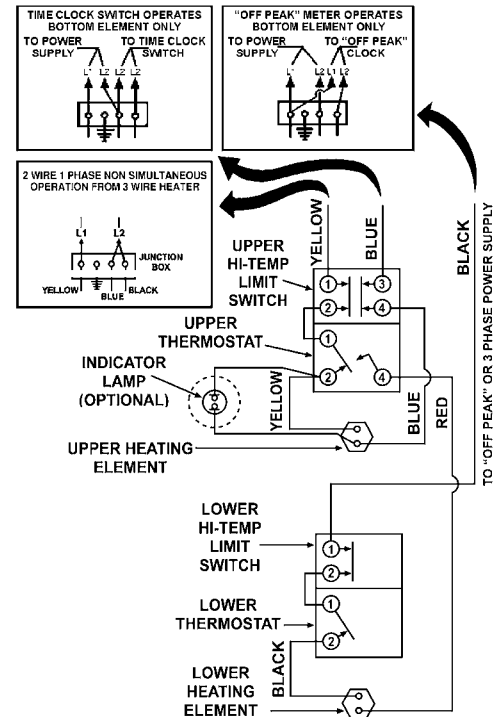 TIME CLOCK SWITCH OPERATES
BOTTOM ELEMENT ONLY
TO POWER
SUPPLY
TO TIME CLOCK
SWITCH
L1 L2 L2 L2
"OFF PEAK" METER OPERATES
BOTTOM ELEMENT ONLY
TO POWER
SUPPLY
TO "OFF PEAK"
CLOCK
L1 L2 L1 L2
2 WIRE 1 PHASE NON SIMULTANEOUS
OPERATION FROM 3 WIRE HEATER
L1 L2
JUNCTION
BOX
YELLOW
BLUE
BLACK
YELLOW
BLUE
BLACK
TO "OFF PEAK" OR 3 PHASE POWER SUPPLY
UPPER
HI-TEMP
LIMIT
SWITCH
1 3
2 4
UPPER
THERMOSTAT
1
2 4
INDICATOR
LAMP
(OPTIONAL)
YELLOW
BLUE
RED
UPPER HEATING
ELEMENT
LOWER
HI-TEMP
LIMIT
SWITCH
1
2
LOWER
THERMOSTAT
1
2
BLACK
LOWER
HEATING
ELEMENT